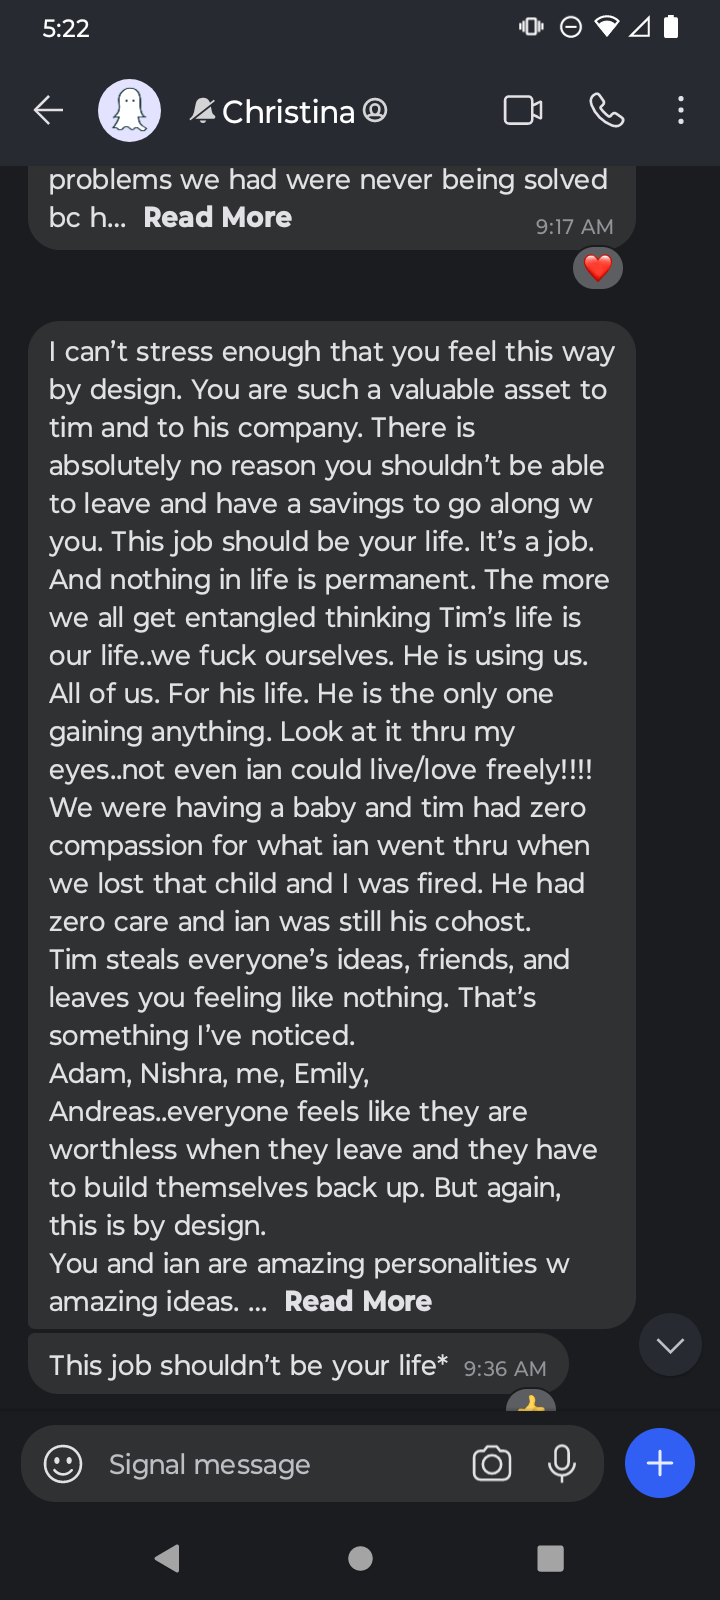 5:22
Christina
problems we had were never being solved
bc h... Read More
9:17 AM
I can’t stress enough that you feel this way
by design. You are such a valuable asset to
tim and to his company. There is
absolutely no reason you shouldn’t be able
to leave and have a savings to go along w
you. This job should be your life. It’s a job.
And nothing in life is permanent. The more
we all get entangled thinking Tim’s life is
our life..we fuck ourselves. He is using us.
All of us. For his life. He is the only one
gaining anything. Look at it thru my
eyes..not even ian could live/love freely!!!!
We were having a baby and tim had zero
compassion for what ian went thru when
we lost that child and I was fired. He had
zero care and ian was still his cohost.
Tim steals everyone’s ideas, friends, and
leaves you feeling like nothing. That’s
something I’ve noticed.
Adam, Nishra, me, Emily,
Andreas..everyone feels like they are
worthless when they leave and they have
to build themselves back up. But again,
this is by design.
You and ian are amazing personalities w
amazing ideas. ... Read More
This job shouldn’t be your life* 9:36 AM
Signal message